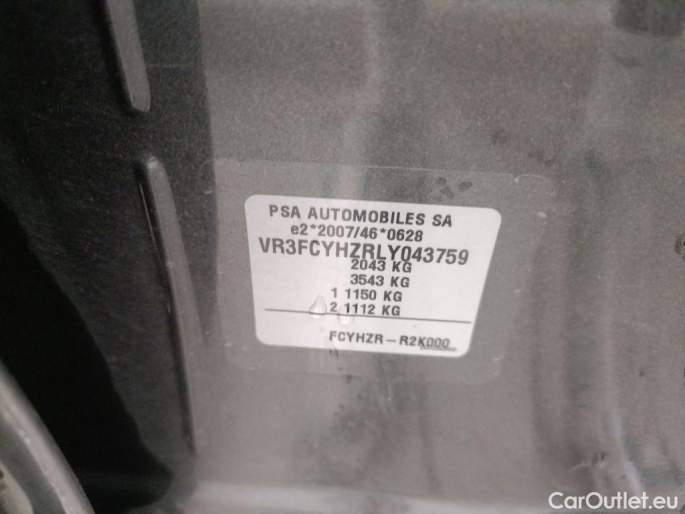 PSA AUTOMOBILES SA
e2*2007/46*0628
VR3FCYHZRLY043759
2043 KG
3543 KG
1 1150 KG
2 1112 KG
FCYHZR – R2K000
CarOutlet.eu